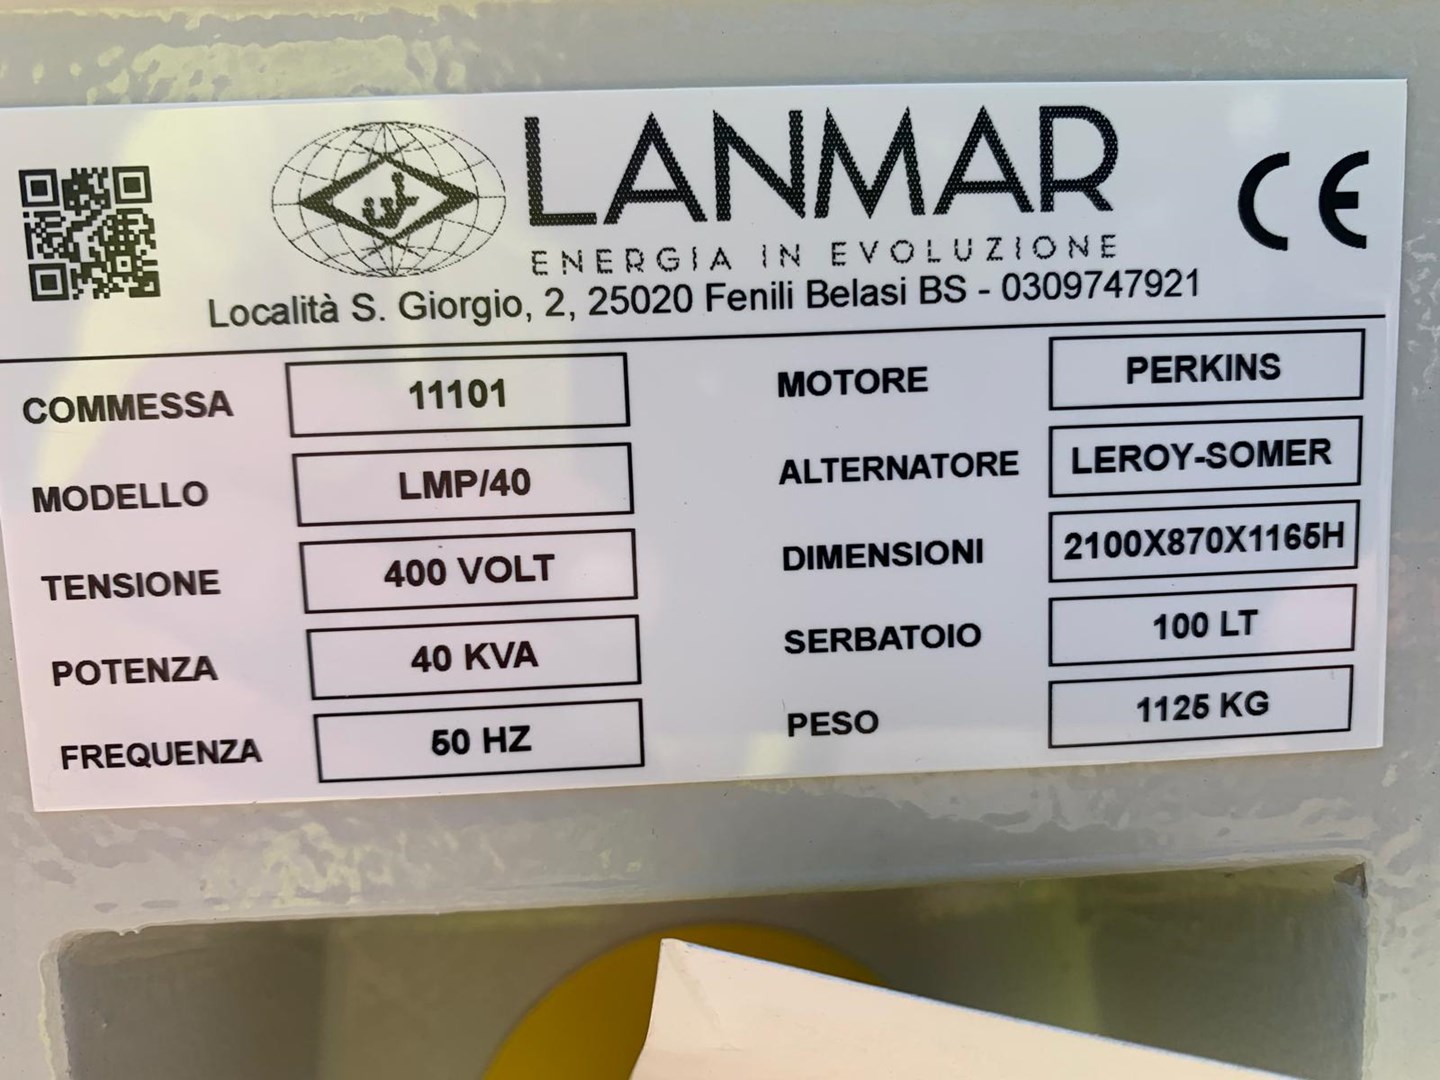 LANMAR
ENERGIA IN EVOLUZIONE
CE
Località S. Giorgio, 2, 25020 Fenili Belasi BS - 0309747921
COMMESSA 11101
MODELLO LMP/40
TENSIONE 400 VOLT
POTENZA 40 KVA
FREQUENZA 50 HZ
MOTORE PERKINS
ALTERNATORE LEROY-SOMER
DIMENSIONI 2100X870X1165H
SERBATOIO 100 LT
PESO 1125 KG